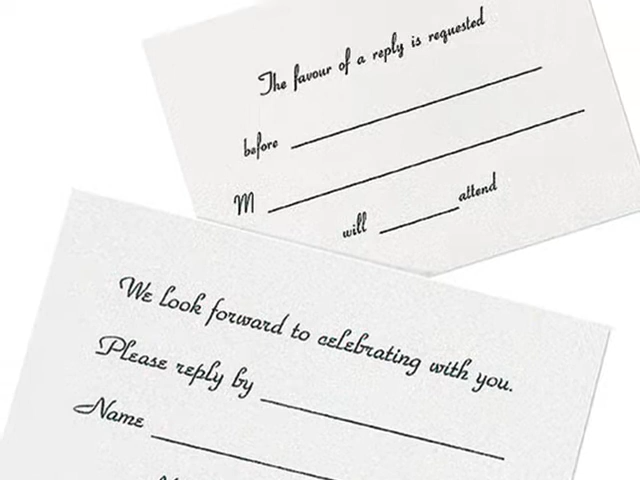 The favour of a reply is requested
before
M
will attend
We look forward to celebrating with you.
Please reply by
Name